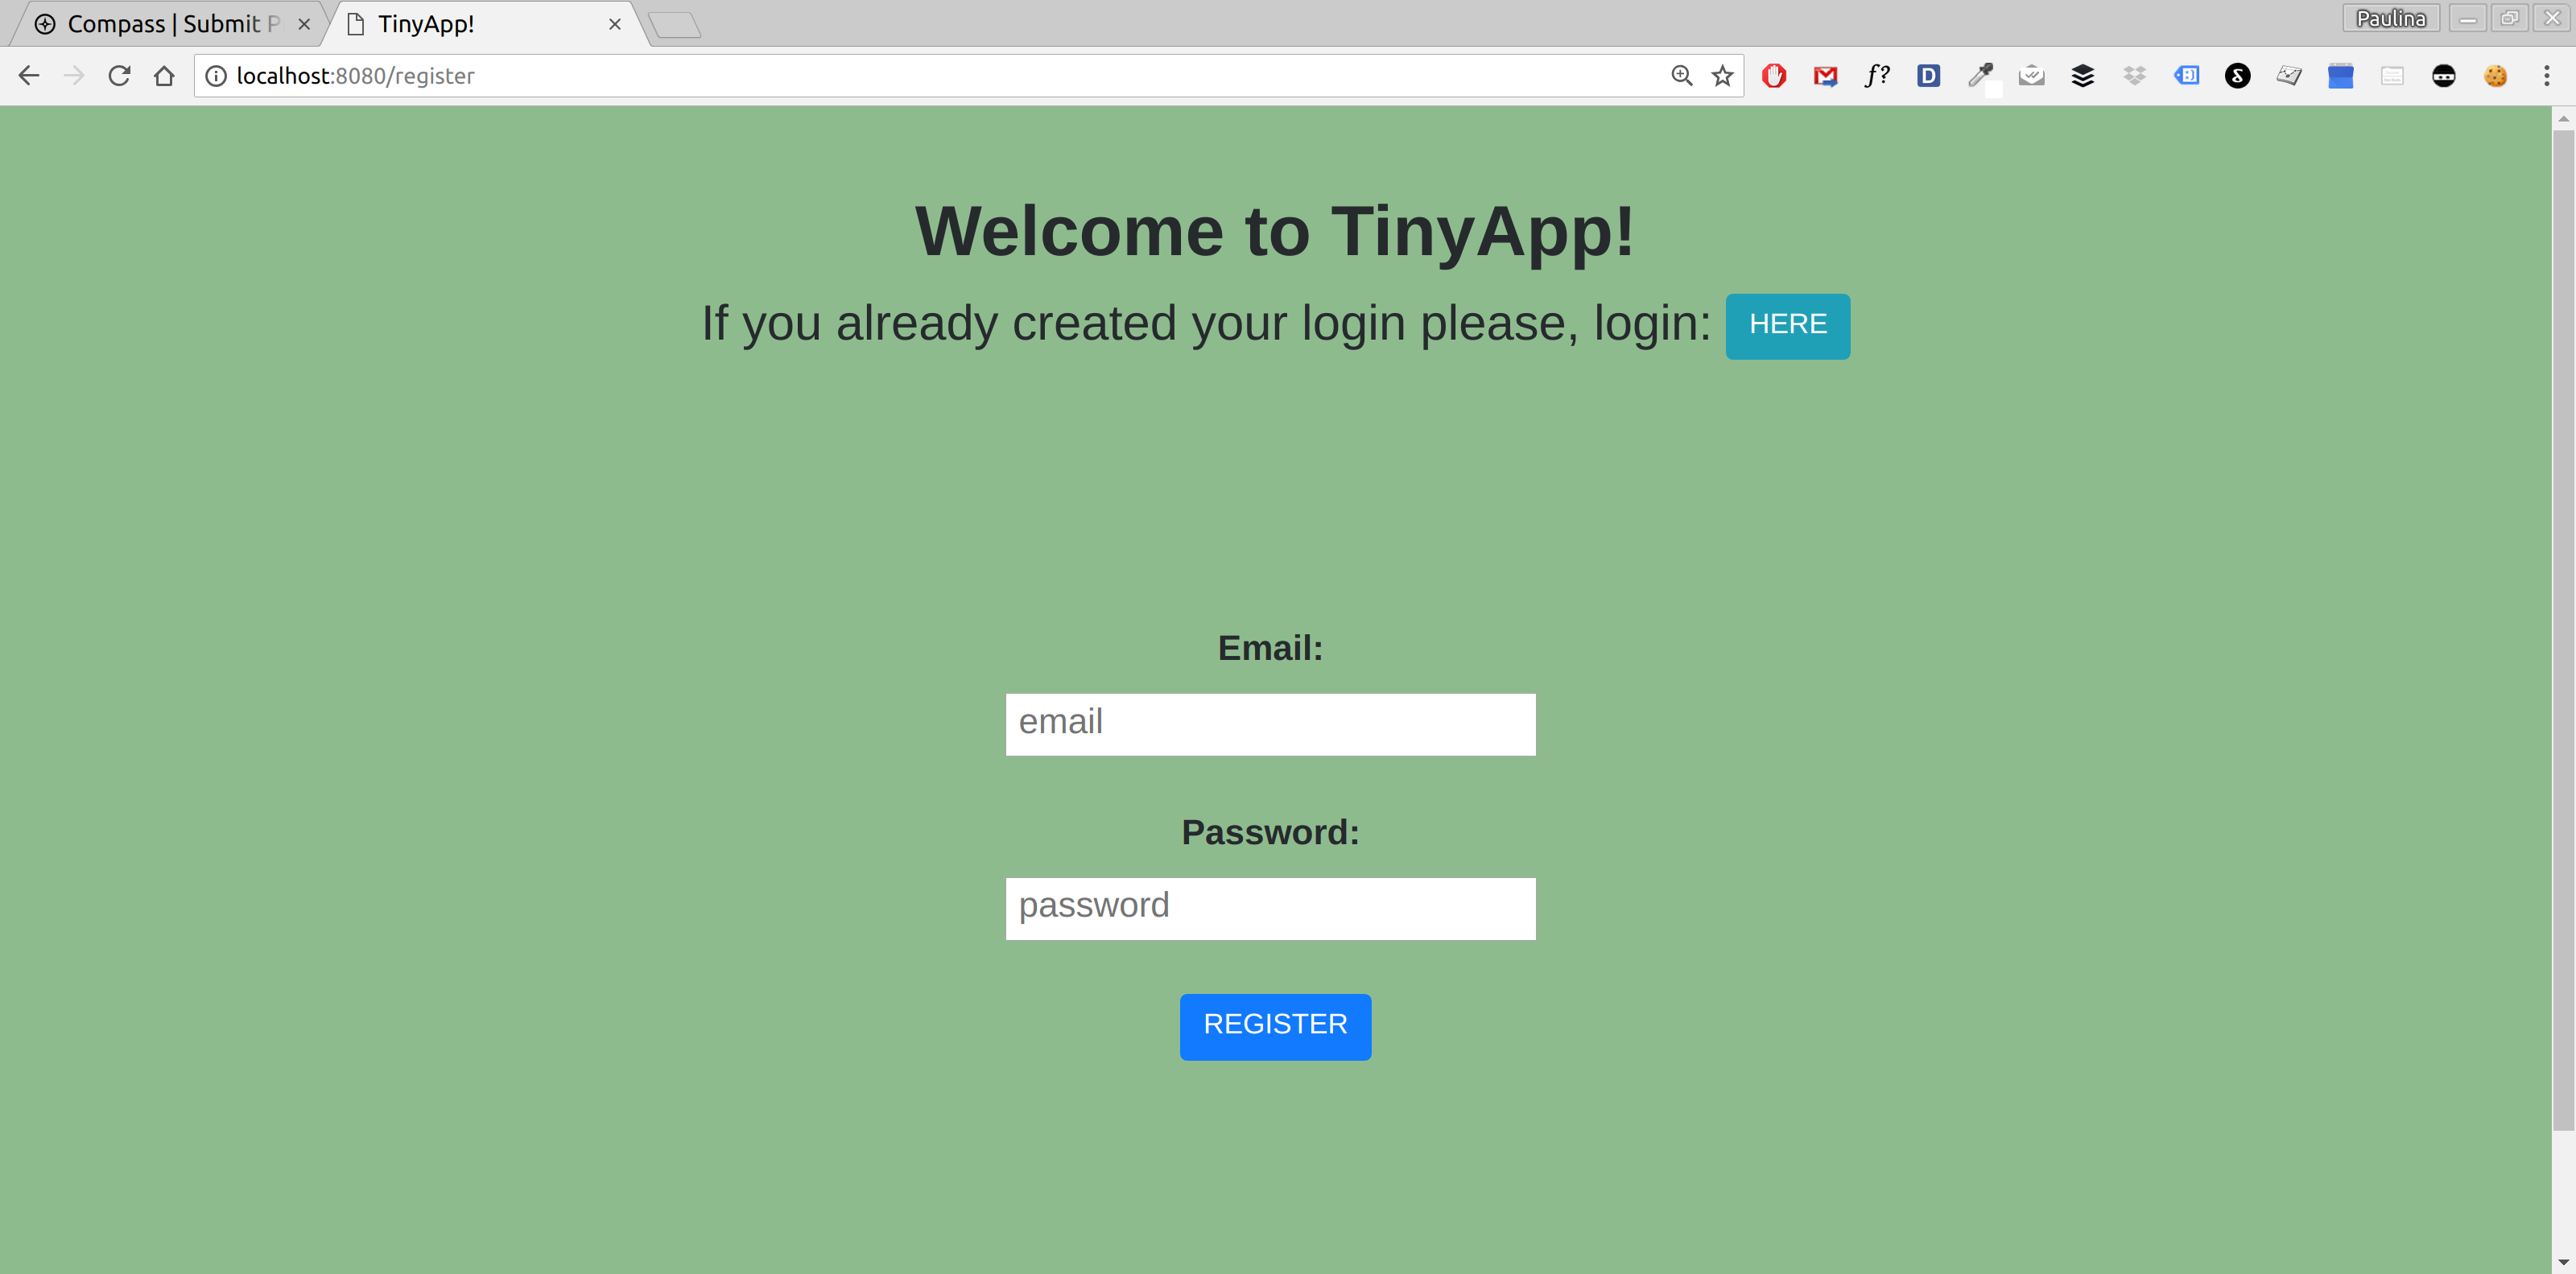 Compass | Submit P
TinyApp!
Paulina
localhost:8080/register
f?
D
Welcome to TinyApp!
If you already created your login please, login: HERE
Email:
email
Password:
password
REGISTER